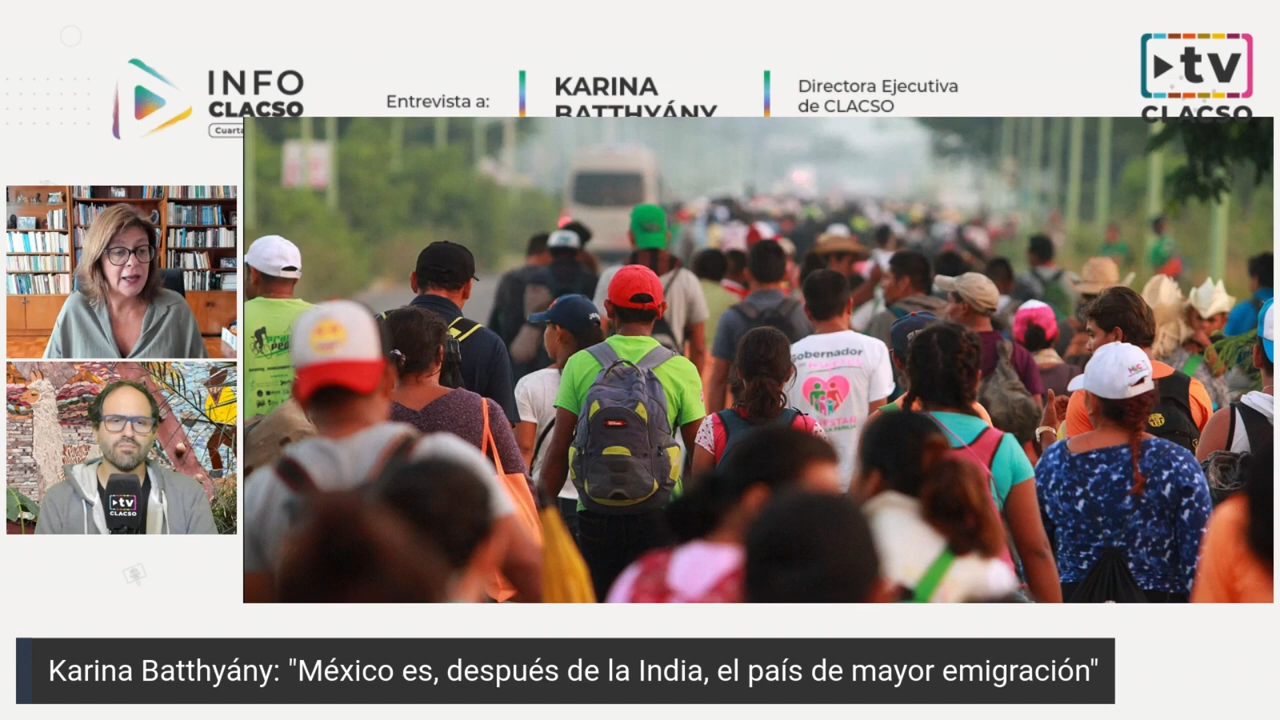 INFO
CLACSO
Entrevista a:
KARINA
BATTHYÁNY
Directora Ejecutiva
de CLACSO
tv
CLACSO
Gobernador
tv
CLACSO
Karina Batthyány: "México es, después de la India, el país de mayor emigración"